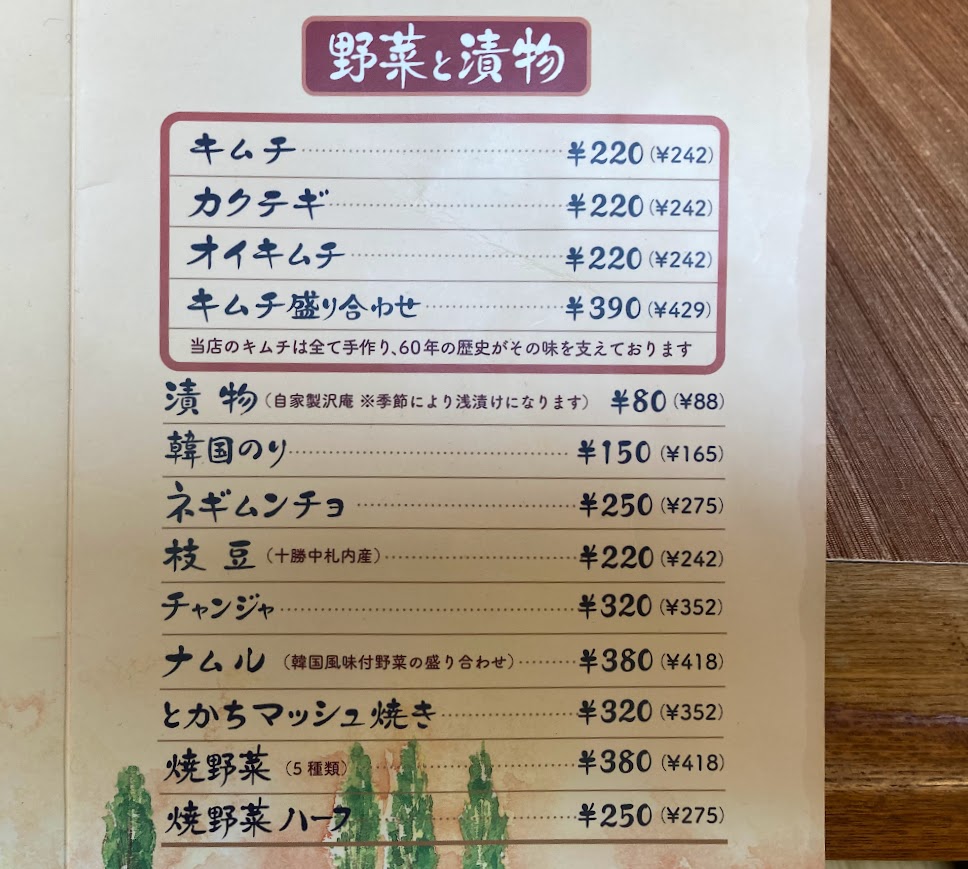 野菜と漬物
キムチ ¥220 (¥242)
カクテギ ¥220 (¥242)
オイキムチ ¥220 (¥242)
キムチ盛り合わせ ¥390 (¥429)
当店のキムチは全て手作り、60年の歴史がその味を支えております
漬物 (自家製沢庵 ※季節により浅漬けになります) ¥80 (¥88)
韓国のり ¥150 (¥165)
ネギムンチョ ¥250 (¥275)
枝豆 (十勝中札内産) ¥220 (¥242)
チャンジャ ¥320 (¥352)
ナムル (韓国風味付野菜の盛り合わせ) ¥380 (¥418)
とかちマッシュ焼き ¥320 (¥352)
焼野菜 (5種類) ¥380 (¥418)
焼野菜ハーフ ¥250 (¥275)